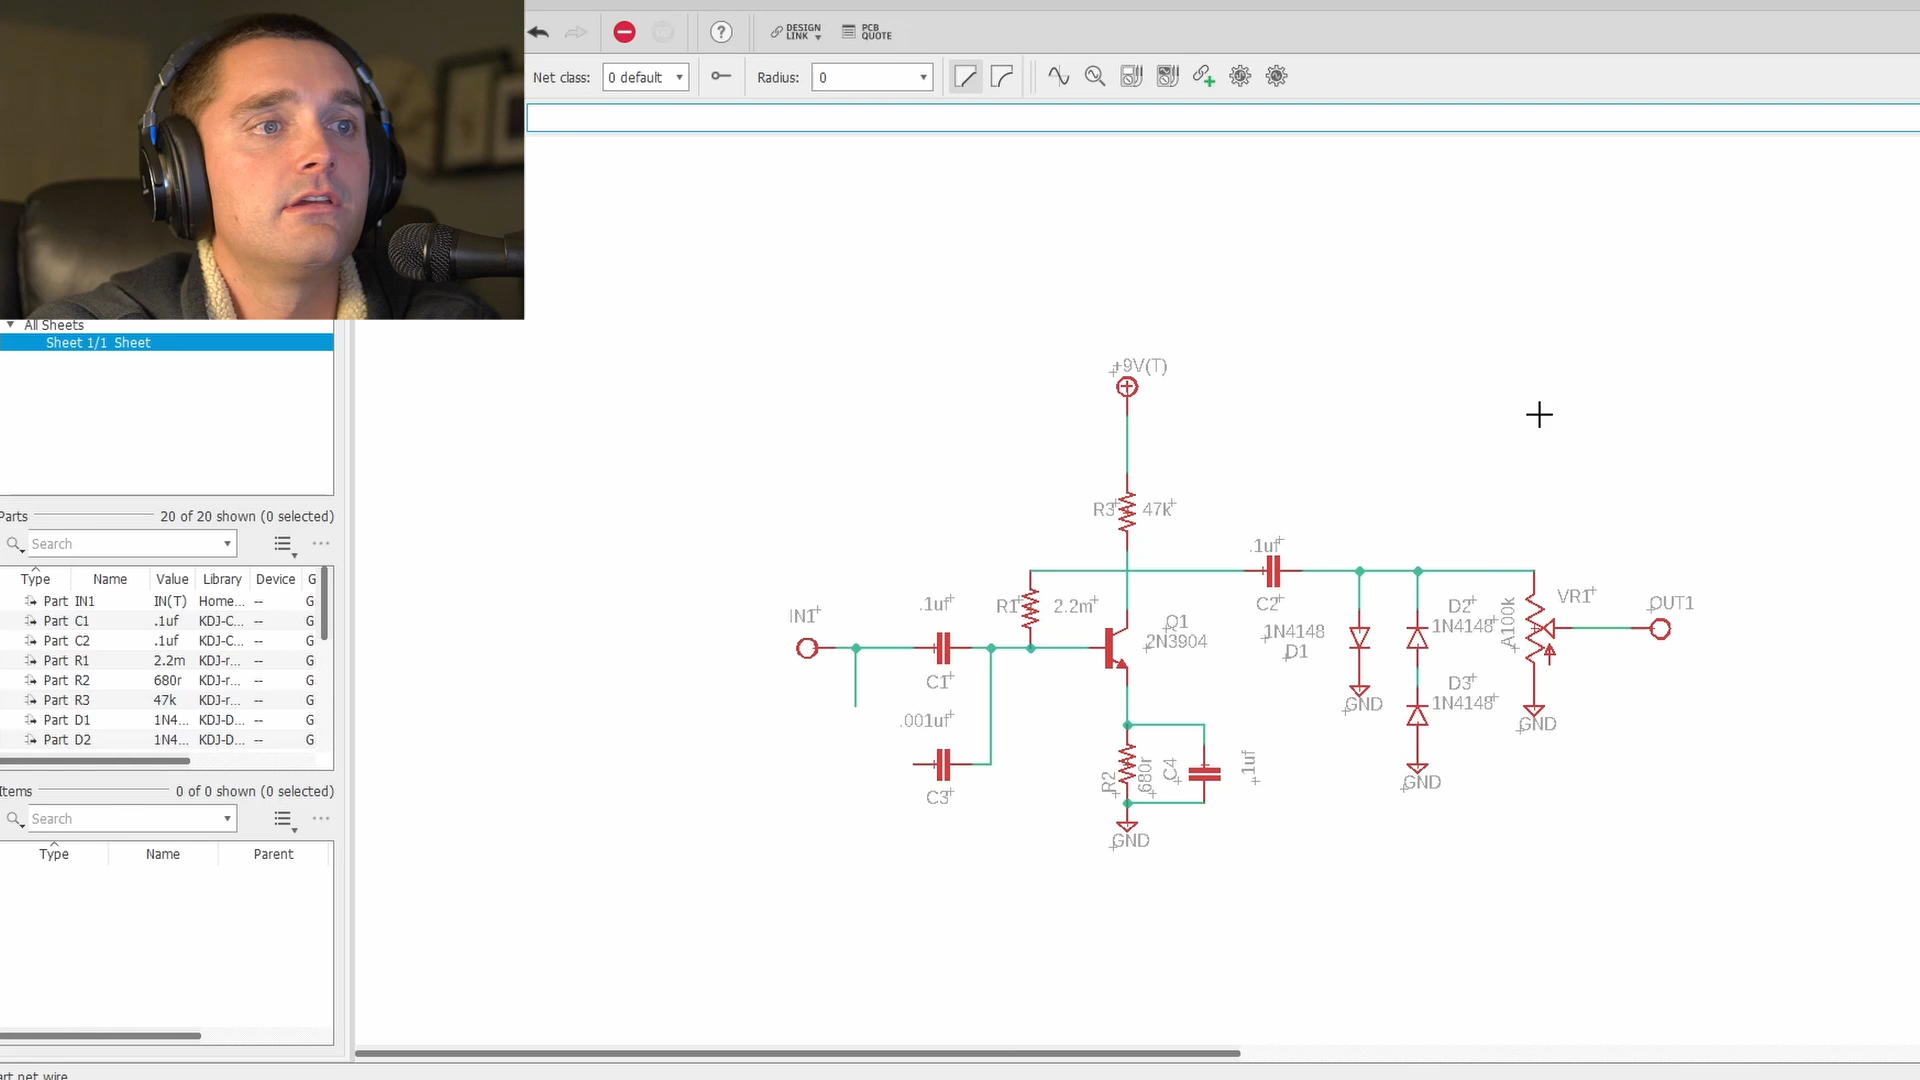 DESIGN LINK
PCB QUOTE
Net class:
0 default
Radius:
0
All Sheets
Sheet 1/1 Sheet
Parts
20 of 20 shown (0 selected)
Search
Type Name Value Library Device G
Part IN1 IN(T) Home... -- G
Part C1 .1uf KDJ-C... -- G
Part C2 .1uf KDJ-C... -- G
Part R1 2.2m KDJ-r... -- G
Part R2 680r KDJ-r... -- G
Part R3 47k KDJ-r... -- G
Part D1 1N4... KDJ-D... -- G
Part D2 1N4... KDJ-D... -- G
Items
0 of 0 shown (0 selected)
Search
Type Name Parent
art net wire
+9V(T)
R3 47k
.1uf
C2
R1 2.2m
IN1
.1uf
C1
.001uf
C3
Q1
2N3904
1N4148
D1
GND
D2
1N4148
D3
1N4148
GND
A100k
VR1
GND
OUT1
R2
680r
C4
1uf
GND